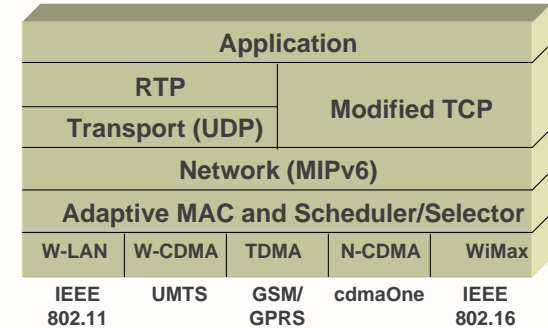 Application
RTP
Modified TCP
Transport (UDP)
Network (MIPv6)
Adaptive MAC and Scheduler/Selector
W-LAN W-CDMA TDMA N-CDMA WiMax
IEEE UMTS GSM/ cdmaOne IEEE
802.11 GPRS 802.16